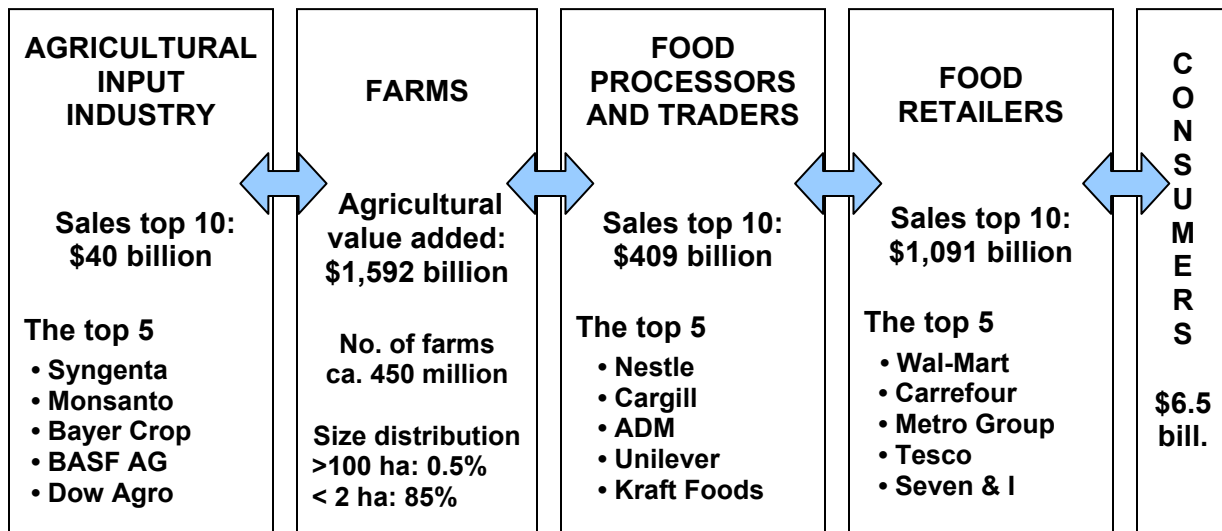 AGRICULTURAL
INPUT
INDUSTRY
Sales top 10:
$40 billion
The top 5
• Syngenta
• Monsanto
• Bayer Crop
• BASF AG
• Dow Agro
FARMS
Agricultural
value added:
$1,592 billion
No. of farms
ca. 450 million
Size distribution
>100 ha: 0.5%
< 2 ha: 85%
FOOD
PROCESSORS
AND TRADERS
Sales top 10:
$409 billion
The top 5
• Nestle
• Cargill
• ADM
• Unilever
• Kraft Foods
FOOD
RETAILERS
Sales top 10:
$1,091 billion
The top 5
• Wal-Mart
• Carrefour
• Metro Group
• Tesco
• Seven & I
C
O
N
S
U
M
E
R
S
$6.5
bill.